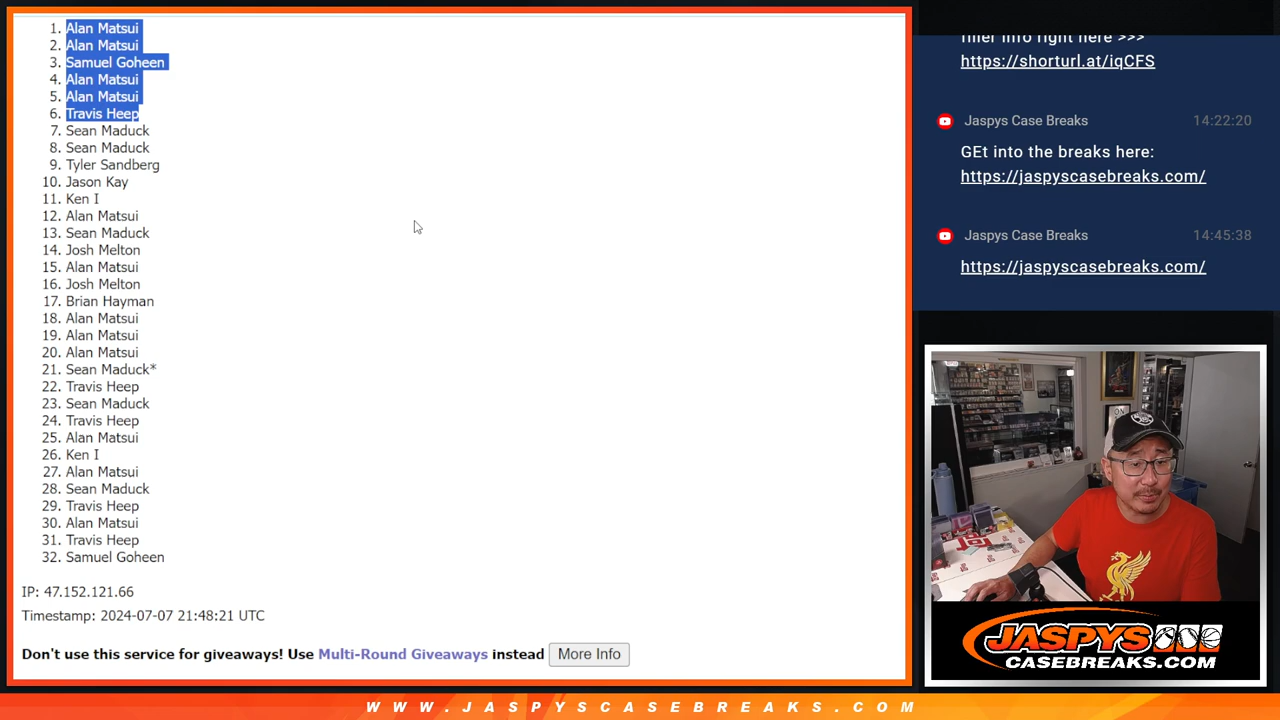 1. Alan Matsui
2. Alan Matsui
3. Samuel Goheen
4. Alan Matsui
5. Alan Matsui
6. Travis Heep
7. Sean Maduck
8. Sean Maduck
9. Tyler Sandberg
10. Jason Kay
11. Ken I
12. Alan Matsui
13. Sean Maduck
14. Josh Melton
15. Alan Matsui
16. Josh Melton
17. Brian Hayman
18. Alan Matsui
19. Alan Matsui
20. Alan Matsui
21. Sean Maduck*
22. Travis Heep
23. Sean Maduck
24. Travis Heep
25. Alan Matsui
26. Ken I
27. Alan Matsui
28. Sean Maduck
29. Travis Heep
30. Alan Matsui
31. Travis Heep
32. Samuel Goheen
IP: 47.152.121.66
Timestamp: 2024-07-07 21:48:21 UTC
Don't use this service for giveaways! Use Multi-Round Giveaways instead More Info
filler info right here >>>
https://shorturl.at/iqCFS
Jaspys Case Breaks 14:22:20
GEt into the breaks here:
https://jaspyscasebreaks.com/
Jaspys Case Breaks 14:45:38
https://jaspyscasebreaks.com/
JASPYS
CASEBREAKS.COM
WWW.JASPYSCASEBREAKS.COM